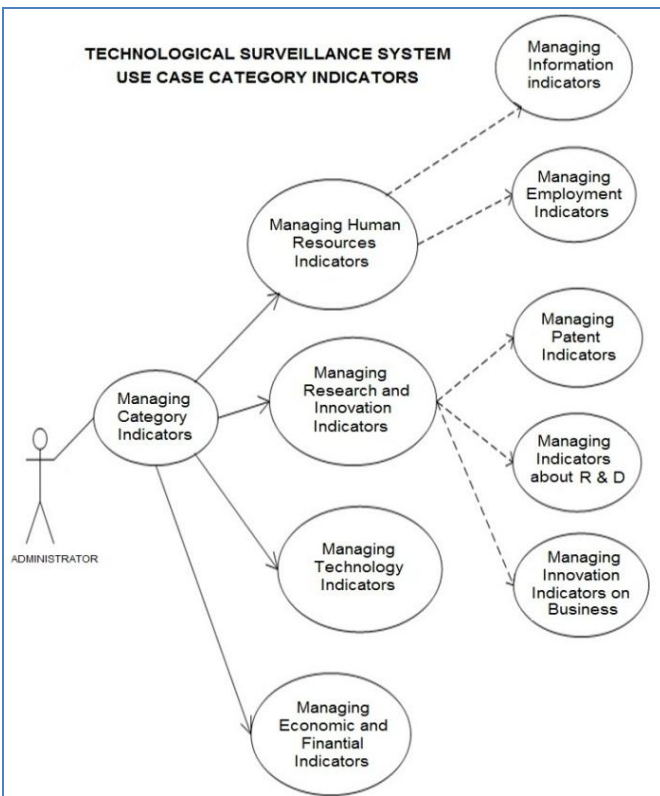 TECHNOLOGICAL SURVEILLANCE SYSTEM
USE CASE CATEGORY INDICATORS
Managing
Information
indicators
Managing
Employment
Indicators
Managing Human
Resources
Indicators
Managing
Patent
Indicators
Managing
Research and
Innovation
Indicators
Managing
Category
Indicators
Managing
Indicators
about R & D
ADMINISTRATOR
Managing
Technology
Indicators
Managing
Innovation
Indicators on
Business
Managing
Economic and
Finantial
Indicators